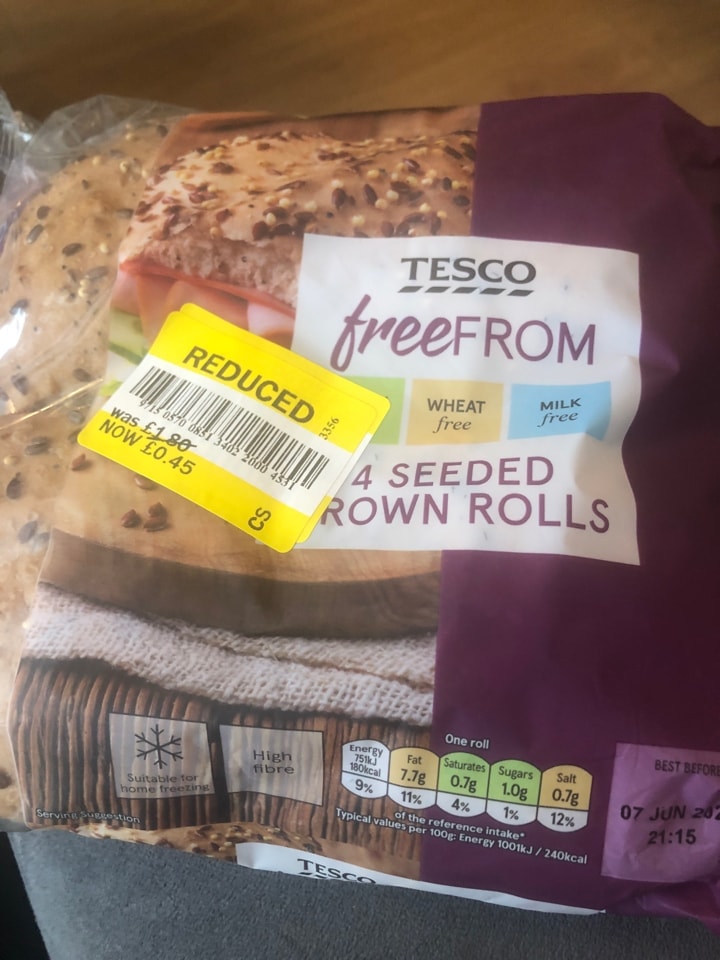 TESCO
freeFROM
WHEAT
free
MILK
free
4 SEEDED
ROWN ROLLS
REDUCED
3356
was £1.80
NOW £0.45
CS
Suitable for
home freezing
High
fibre
Serving Suggestion
One roll
Energy
751kJ
180kcal
9%
Fat
7.7g
11%
Saturates
0.7g
4%
Sugars
1.0g
1%
Salt
0.7g
12%
of the reference intake*
Typical values per 100g: Energy 1001kJ / 240kcal
BEST BEFORE
07 JUN 202
21:15
TESCO